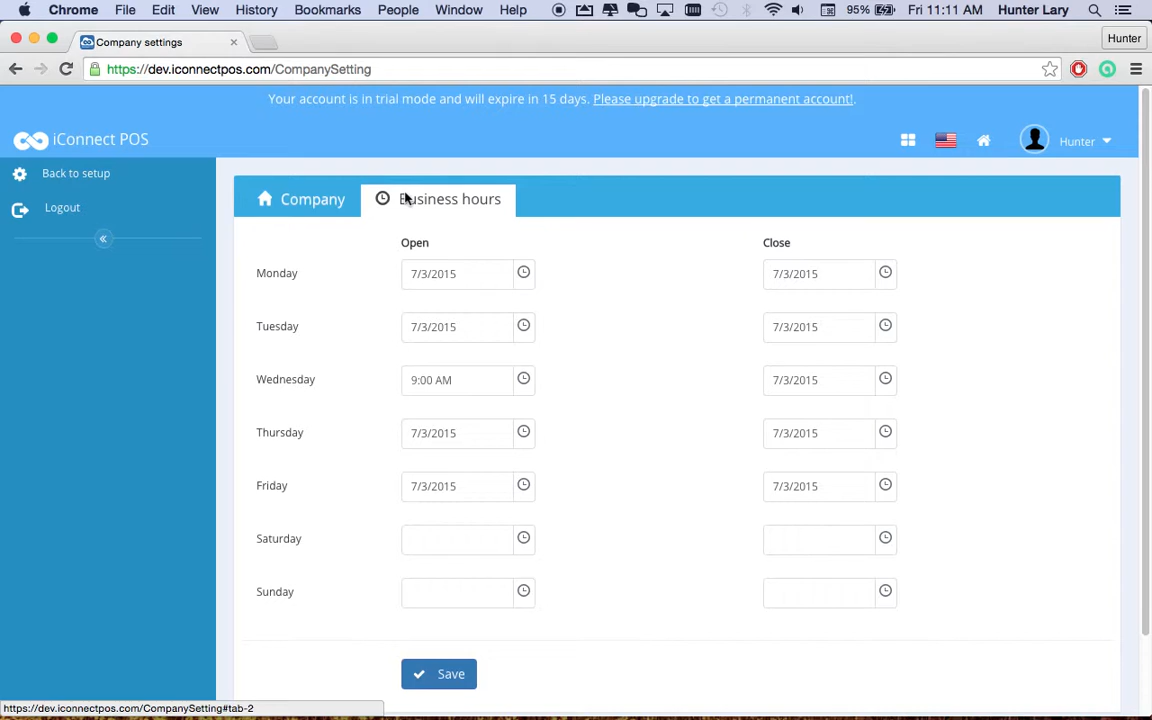 Chrome File Edit View History Bookmarks People Window Help 95% Fri 11:11 AM Hunter Lary
Company settings Hunter
https://dev.iconnectpos.com/CompanySetting
Your account is in trial mode and will expire in 15 days. Please upgrade to get a permanent account!.
iConnect POS Hunter
Back to setup
Logout
Company Business hours
Open Close
Monday 7/3/2015 7/3/2015
Tuesday 7/3/2015 7/3/2015
Wednesday 9:00 AM 7/3/2015
Thursday 7/3/2015 7/3/2015
Friday 7/3/2015 7/3/2015
Saturday
Sunday
Save
https://dev.iconnectpos.com/CompanySetting#tab-2